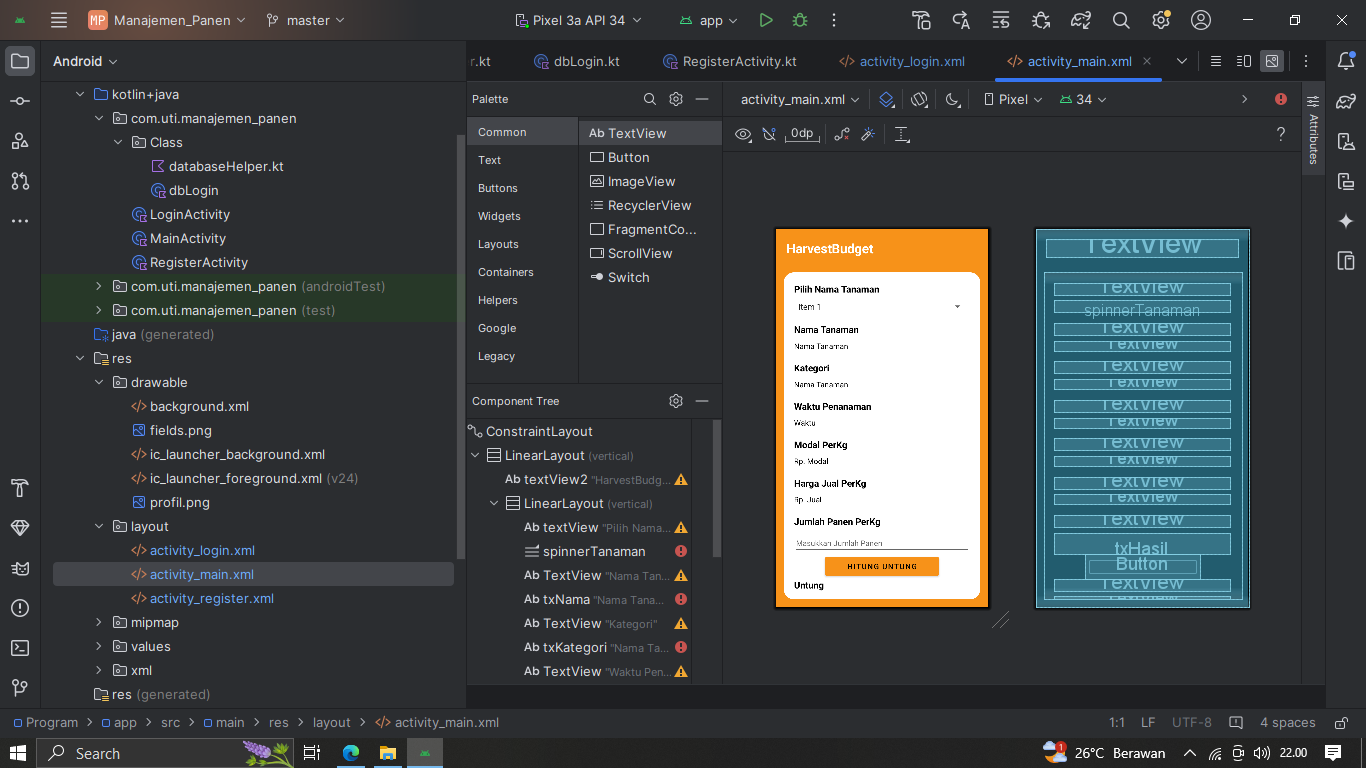 MP Manajemen_Panen master Pixel 3a API 34 app
Android
r.kt dbLogin.kt RegisterActivity.kt activity_login.xml activity_main.xml
kotlin+java
com.uti.manajemen_panen
Class
databaseHelper.kt
dbLogin
LoginActivity
MainActivity
RegisterActivity
com.uti.manajemen_panen (androidTest)
com.uti.manajemen_panen (test)
java (generated)
res
drawable
background.xml
fields.png
ic_launcher_background.xml
ic_launcher_foreground.xml (v24)
profil.png
layout
activity_login.xml
activity_main.xml
activity_register.xml
mipmap
values
xml
res (generated)
Palette
Common
Text
Buttons
Widgets
Layouts
Containers
Helpers
Google
Legacy
Ab TextView
Button
ImageView
RecyclerView
FragmentCo...
ScrollView
Switch
Component Tree
ConstraintLayout
LinearLayout (vertical)
Ab textView2 "HarvestBudg...
LinearLayout (vertical)
Ab textView "Pilih Nama...
spinnerTanaman
Ab TextView "Nama Tan...
Ab txNama "Nama Tana...
Ab TextView "Kategori"
Ab txKategori "Nama Ta...
Ab TextView "Waktu Pen...
activity_main.xml Pixel 34
0dp ?
Attributes
HarvestBudget
Pilih Nama Tanaman
Item 1
Nama Tanaman
Nama Tanaman
Kategori
Nama Tanaman
Waktu Penanaman
Waktu
Modal PerKg
Rp. Modal
Harga Jual PerKg
Rp. Jual
Jumlah Panen PerKg
Masukkan Jumlah Panen
HITUNG UNTUNG
Untung
TextView
TextView
spinnerTanaman
TextView
TextView
TextView
TextView
TextView
TextView
TextView
TextView
TextView
TextView
TextView
txHasil
Button
TextView
TextView
Program > app > src > main > res > layout > activity_main.xml
1:1 LF UTF-8 4 spaces
Search
1 26°C Berawan 22.00